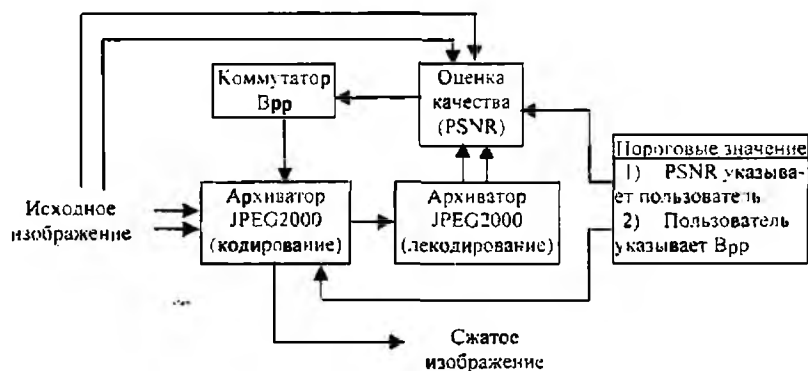 Коммутатор
Bpp
Оценка
качества
(PSNR)
Пороговые значение
1) PSNR указыва-
ет пользователь
2) Пользователь
указывает Bpp
Исходное
изображение
Архиватор
JPEG2000
(кодирование)
Архиватор
JPEG2000
(декодирование)
Сжатое
изображение